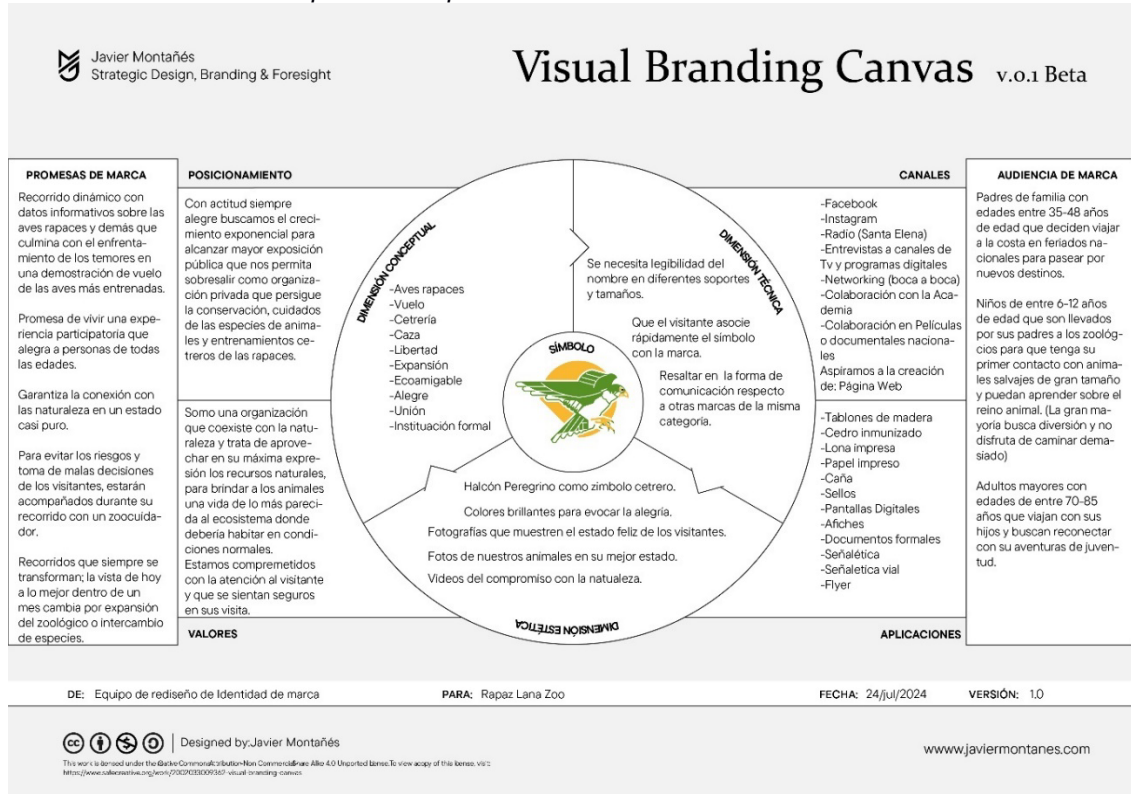 Javier Montañés
Strategic Design, Branding & Foresight
Visual Branding Canvas v.0.1 Beta
PROMESAS DE MARCA
Recorrido dinámico con
datos informativos sobre las
aves rapaces y demás que
culmina con el enfrenta-
miento de los temores en
una demostración de vuelo
de las aves más entrenadas.
Promesa de vivir una expe-
riencia participatoria que
alegra a personas de todas
las edades.
Garantiza la conexión con
las naturaleza en un estado
casi puro.
Para evitar los riesgos y
toma de malas decisiones
de los visitantes, estarán
acompañados durante su
recorrido con un zoocuida-
dor.
Recorridos que siempre se
transforman; la vista de hoy
a lo mejor dentro de un
mes cambia por expansión
del zoológico o intercambio
de especies.
POSICIONAMIENTO
Con actitud siempre
alegre buscamos el creci-
miento exponencial para
alcanzar mayor exposición
pública que nos permita
sobresalir como organiza-
ción privada que persigue
la conservación, cuidados
de las especies de anima-
les y entrenamientos ce-
treros de las rapaces.
Somo una organización
que coexiste con la natu-
raleza y trata de aprove-
char en su máxima expre-
sión los recursos naturales,
para brindar a los animales
una vida de lo más pareci-
da al ecosistema donde
debería habitar en condi-
ciones normales.
Estamos comprometidos
con la atención al visitante
y que se sientan seguros
en sus visita.
VALORES
DIMENSIÓN CONCEPTUAL
-Aves rapaces
-Vuelo
-Cetrería
-Caza
-Libertad
-Expansión
-Ecoamigable
-Alegre
-Unión
-Instituación formal
DIMENSIÓN TÉCNICA
Se necesita legibilidad del
nombre en diferentes soportes
y tamaños.
Que el visitante asocie
rápidamente el símbolo
con la marca.
Resaltar en la forma de
comunicación respecto
a otras marcas de la misma
categoría.
SÍMBOLO
Halcón Peregrino como zímbolo cetrero.
Colores brillantes para evocar la alegría.
Fotografías que muestren el estado feliz de los visitantes.
Fotos de nuestros animales en su mejor estado.
Videos del compromiso con la naturaleza.
DIMENSIÓN ESTÉTICA
CANALES
-Facebook
-Instagram
-Radio (Santa Elena)
-Entrevistas a canales de
Tv y programas digitales
-Networking (boca a boca)
-Colaboración con la Aca-
demia
-Colaboración en Películas
o documentales naciona-
les
Aspiramos a la creación
de: Página Web
-Tablones de madera
-Cedro inmunizado
-Lona impresa
-Papel impreso
-Caña
-Sellos
-Pantallas Digitales
-Afiches
-Documentos formales
-Señalética
-Señaletica vial
-Flyer
APLICACIONES
AUDIENCIA DE MARCA
Padres de familia con
edades entre 35-48 años
de edad que deciden viajar
a la costa en feriados na-
cionales para pasear por
nuevos destinos.
Niños de entre 6-12 años
de edad que son llevados
por sus padres a los zoológ-
cios para que tenga su
primer contacto con anima-
les salvajes de gran tamaño
y puedan aprender sobre el
reino animal. (La gran ma-
yoría busca diversión y no
disfruta de caminar dema-
siado)
Adultos mayores con
edades de entre 70-85
años que viajan con sus
hijos y buscan reconectar
con su aventuras de juven-
tud.
DE: Equipo de rediseño de Identidad de marca
PARA: Rapaz Lana Zoo
FECHA: 24/jul/2024
VERSIÓN: 1.0
cc
Designed by:Javier Montañés
wwww.javiermontanes.com
https://www.safecreative.org/work/2002033009362-visual-branding-canvas